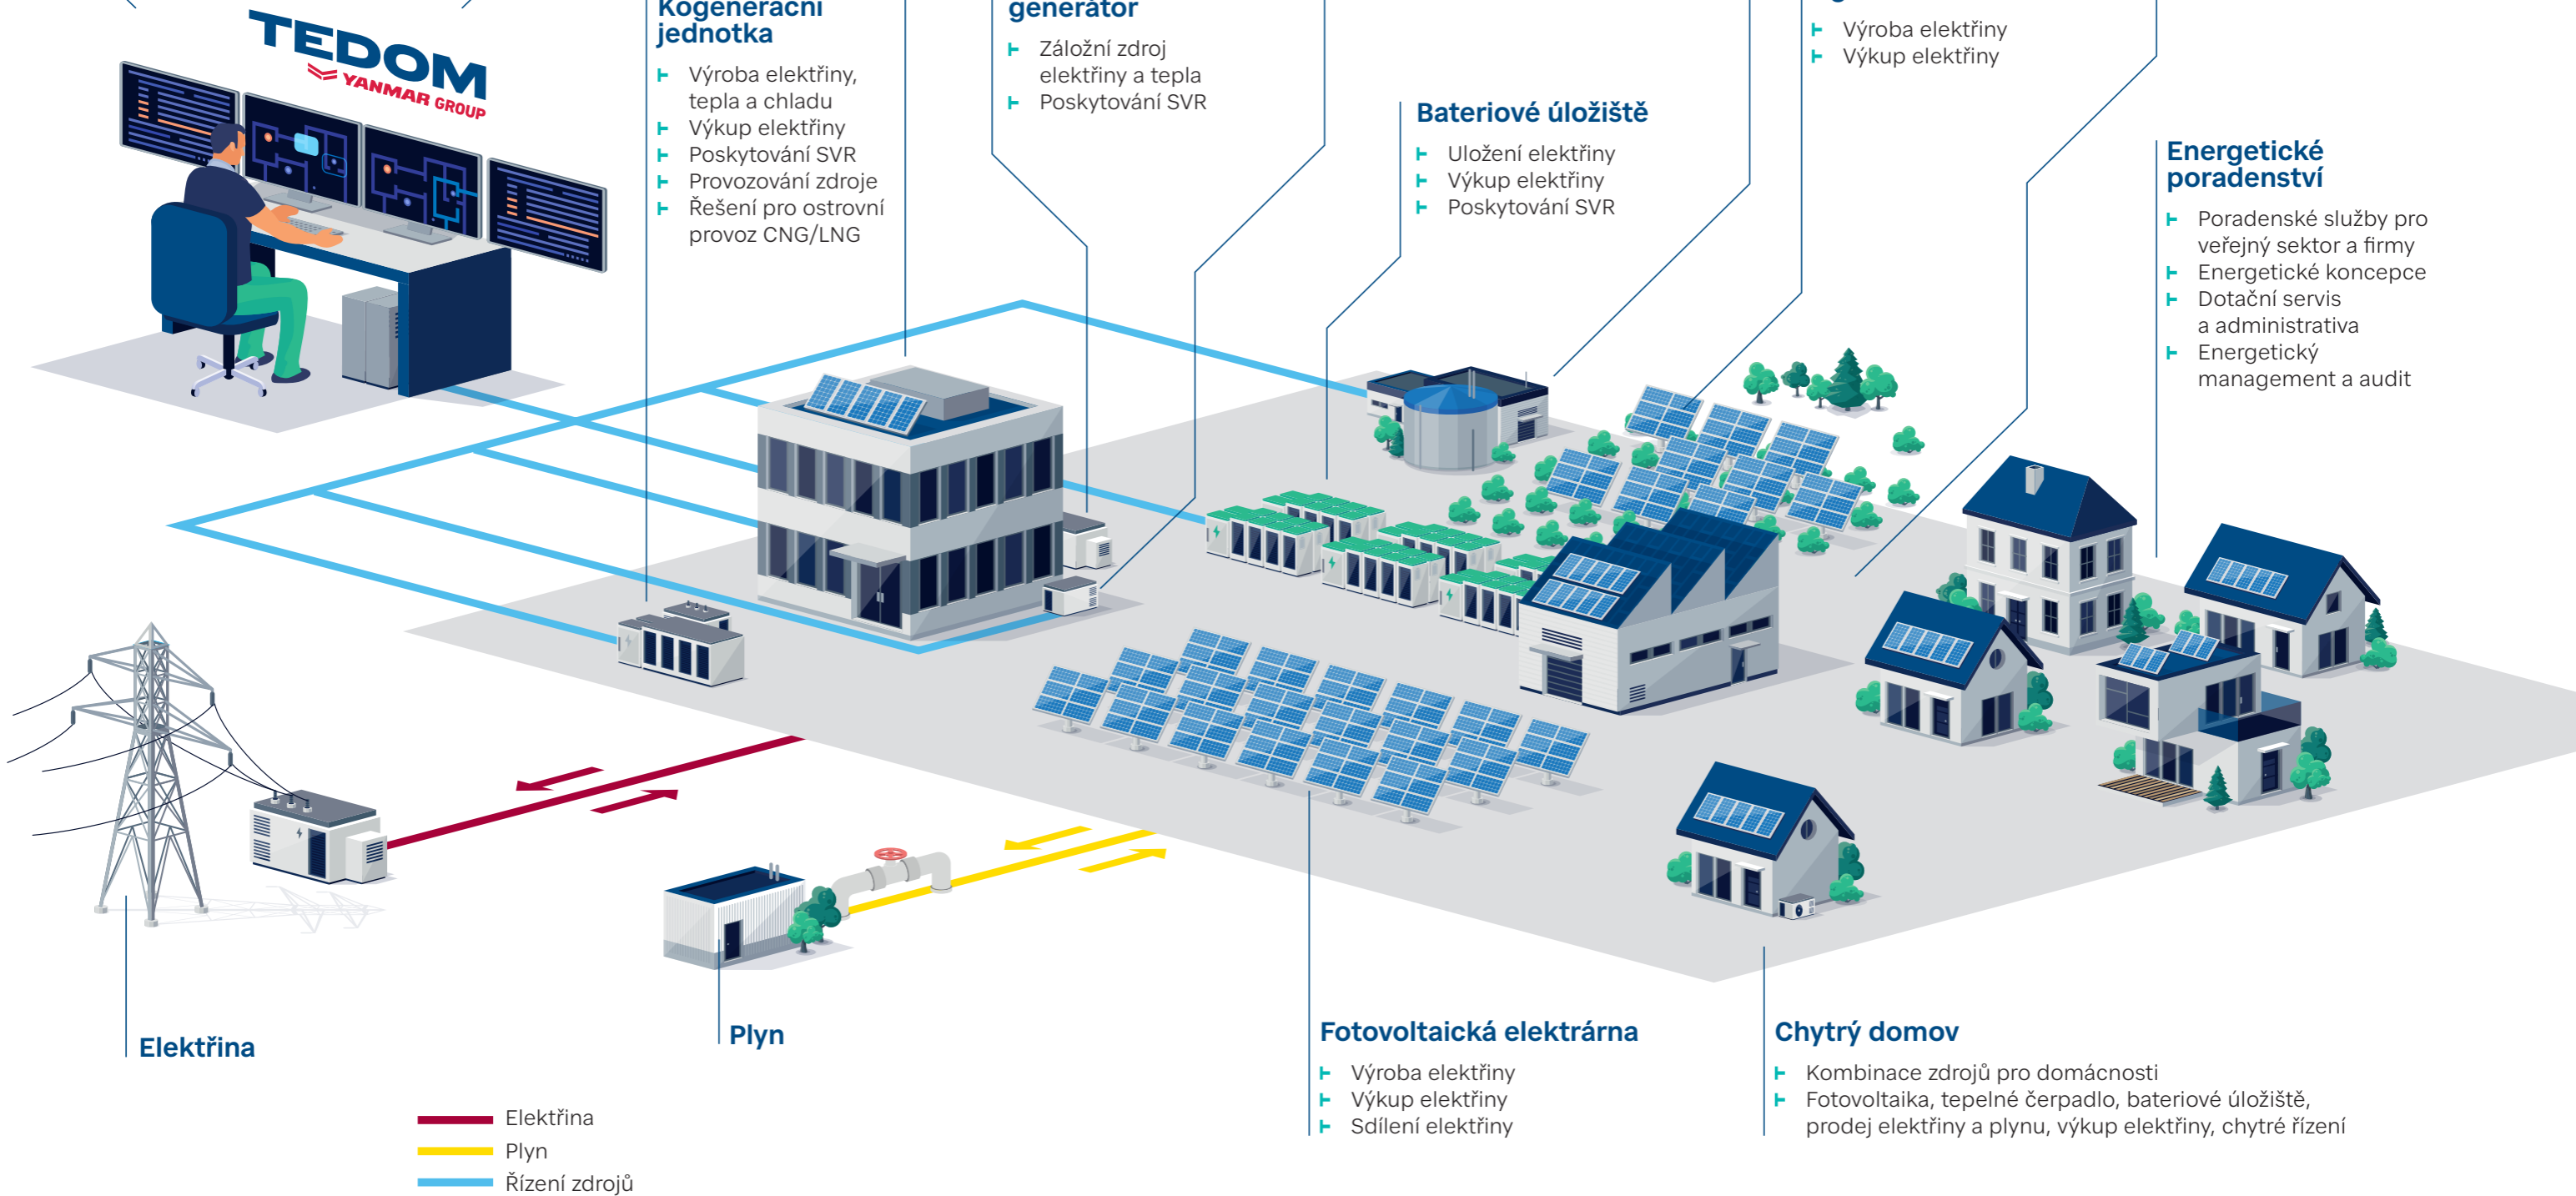 TEDOM
YANMAR GROUP
Kogenerační
jednotka
Výroba elektřiny,
tepla a chladu
Výkup elektřiny
Poskytování SVR
Provozování zdroje
Řešení pro ostrovní
provoz CNG/LNG
generátor
Záložní zdroj
elektřiny a tepla
Poskytování SVR
Bateriové úložiště
Uložení elektřiny
Výkup elektřiny
Poskytování SVR
Výroba elektřiny
Výkup elektřiny
Energetické
poradenství
Poradenské služby pro
veřejný sektor a firmy
Energetické koncepce
Dotační servis
a administrativa
Energetický
management a audit
Elektřina
Plyn
Fotovoltaická elektrárna
Výroba elektřiny
Výkup elektřiny
Sdílení elektřiny
Chytrý domov
Kombinace zdrojů pro domácnosti
Fotovoltaika, tepelné čerpadlo, bateriové úložiště,
prodej elektřiny a plynu, výkup elektřiny, chytré řízení
Elektřina
Plyn
Řízení zdrojů